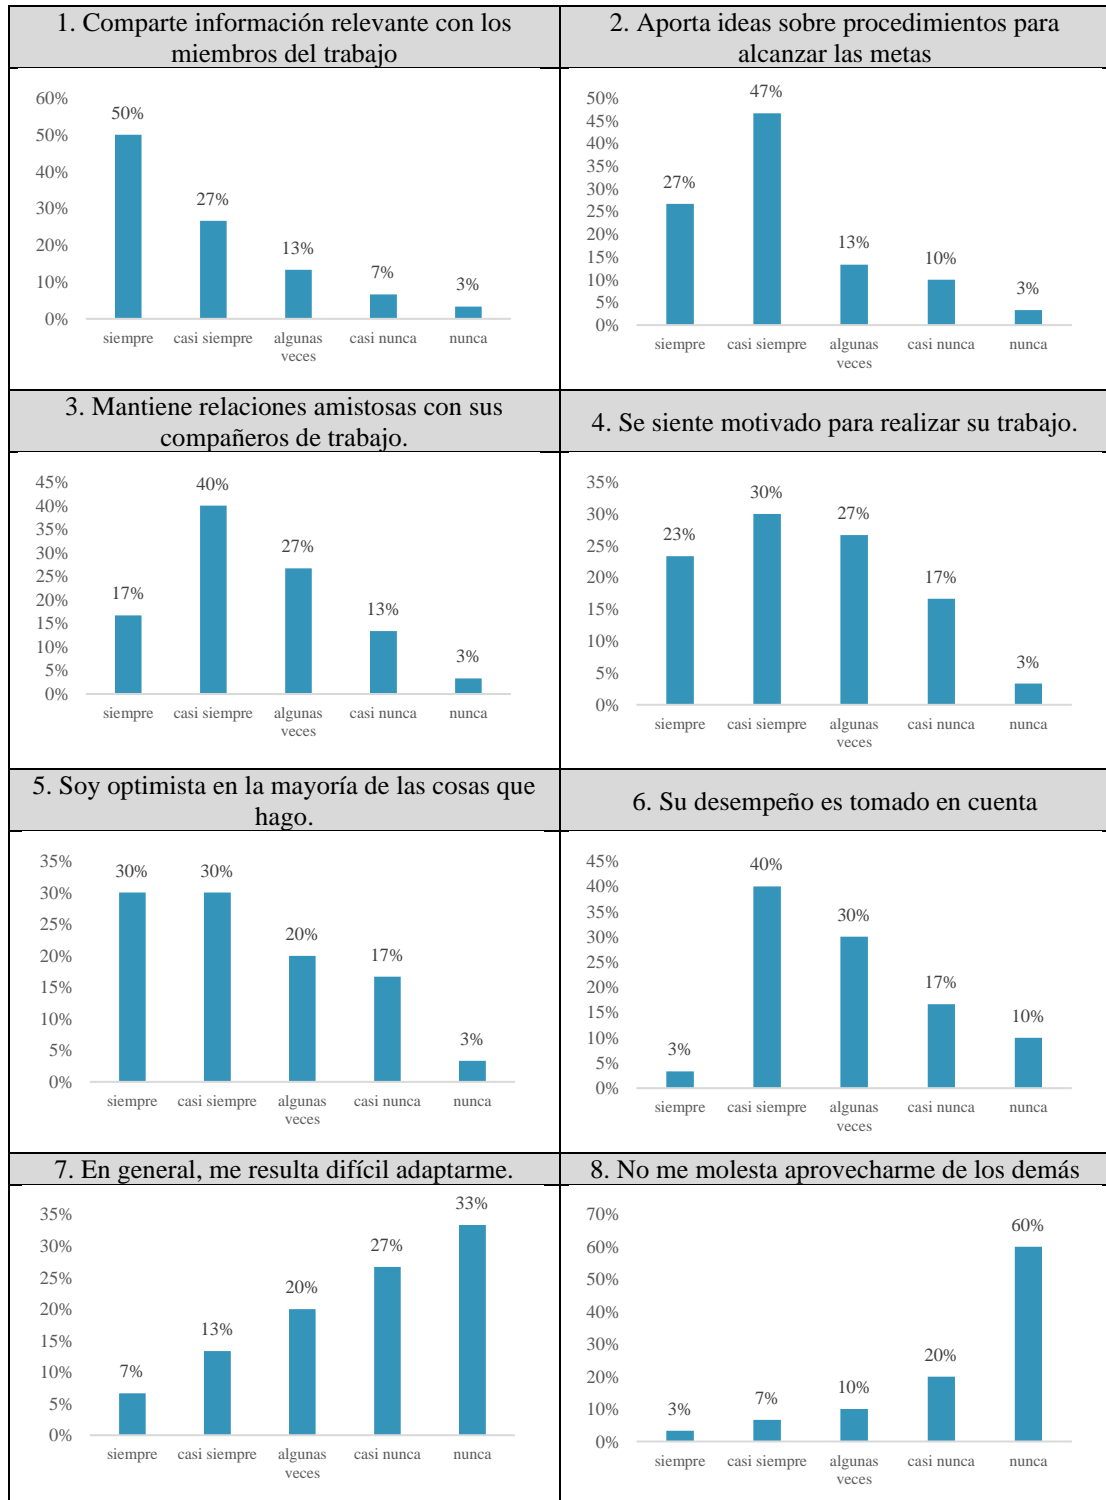 1. Comparte información relevante con los
miembros del trabajo
60%
50%
40%
30%
20%
10%
0%
50%
27%
13%
7%
3%
siempre
casi siempre
algunas
veces
casi nunca
nunca
2. Aporta ideas sobre procedimientos para
alcanzar las metas
50%
45%
40%
35%
30%
25%
20%
15%
10%
5%
0%
27%
47%
13%
10%
3%
siempre
casi siempre
algunas
veces
casi nunca
nunca
3. Mantiene relaciones amistosas con sus
compañeros de trabajo.
45%
40%
35%
30%
25%
20%
15%
10%
5%
0%
17%
40%
27%
13%
3%
siempre
casi siempre
algunas
veces
casi nunca
nunca
4. Se siente motivado para realizar su trabajo.
35%
30%
25%
20%
15%
10%
5%
0%
23%
30%
27%
17%
3%
siempre
casi siempre
algunas
veces
casi nunca
nunca
5. Soy optimista en la mayoría de las cosas que
hago.
35%
30%
25%
20%
15%
10%
5%
0%
30%
30%
20%
17%
3%
siempre
casi siempre
algunas
veces
casi nunca
nunca
6. Su desempeño es tomado en cuenta
45%
40%
35%
30%
25%
20%
15%
10%
5%
0%
3%
40%
30%
17%
10%
siempre
casi siempre
algunas
veces
casi nunca
nunca
7. En general, me resulta difícil adaptarme.
35%
30%
25%
20%
15%
10%
5%
0%
7%
13%
20%
27%
33%
siempre
casi siempre
algunas
veces
casi nunca
nunca
8. No me molesta aprovecharme de los demás
70%
60%
50%
40%
30%
20%
10%
0%
3%
7%
10%
20%
60%
siempre
casi siempre
algunas
veces
casi nunca
nunca